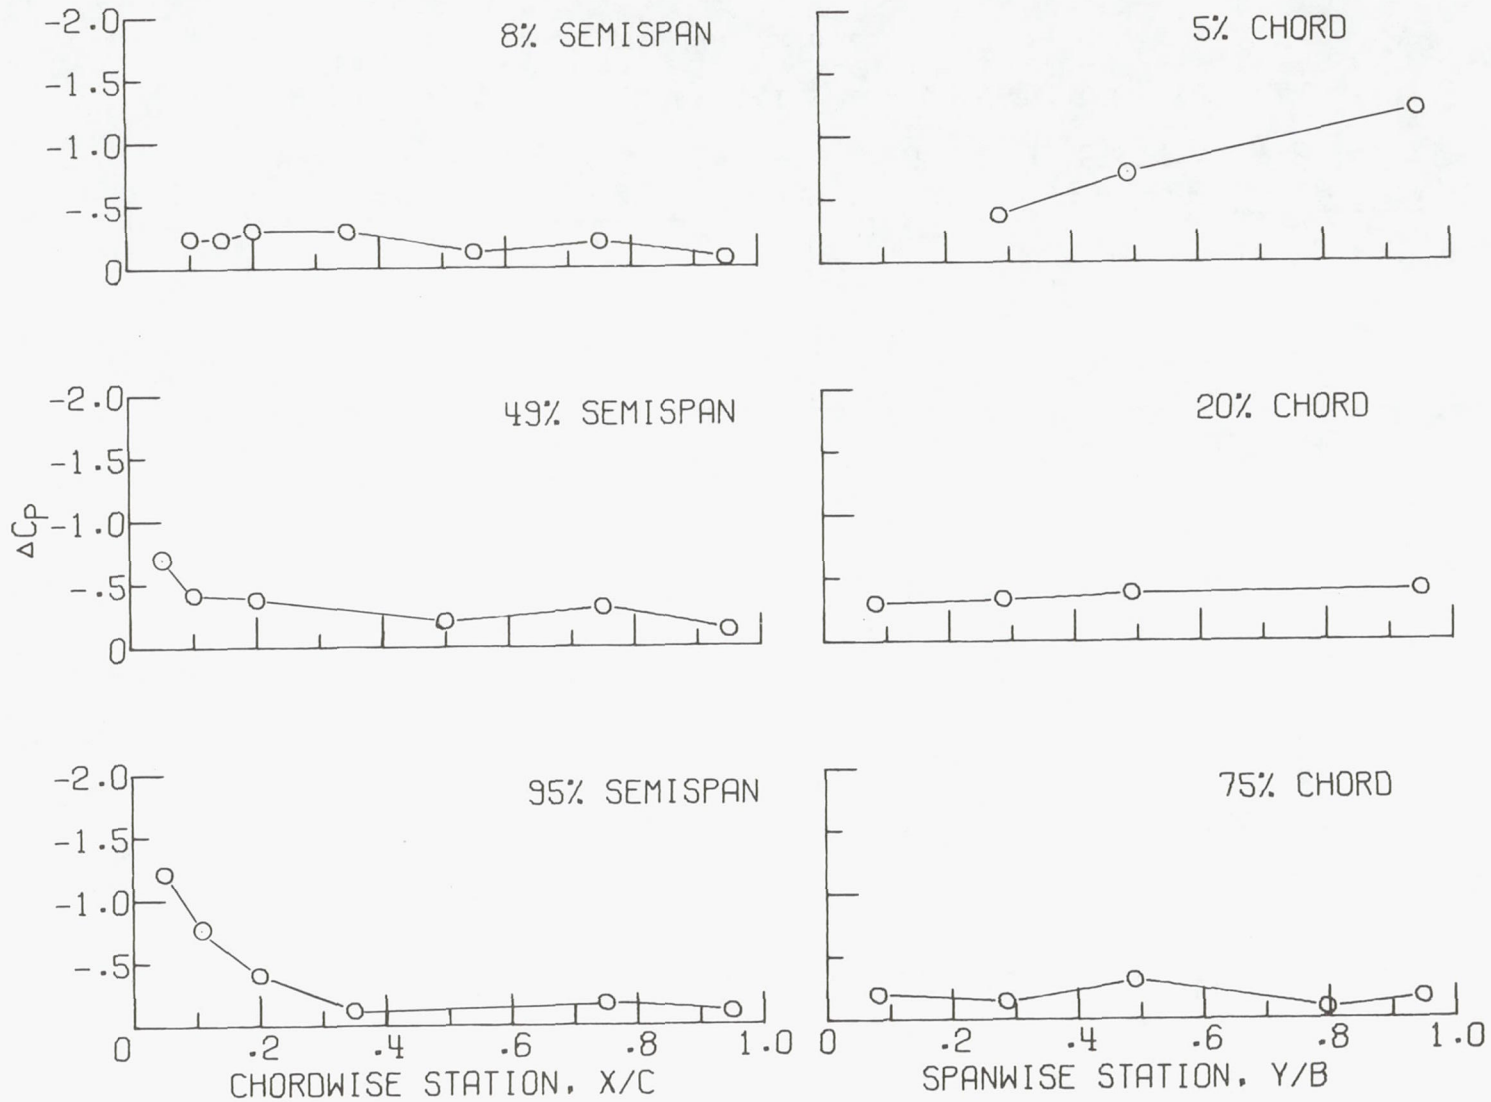 8% SEMISPAN
-2.0
-1.5
-1.0
-.5
0
5% CHORD
49% SEMISPAN
-2.0
-1.5
-1.0
-.5
0
ΔCP
20% CHORD
95% SEMISPAN
-2.0
-1.5
-1.0
-.5
0 .2 .4 .6 .8 1.0
CHORDWISE STATION, X/C
75% CHORD
0 .2 .4 .6 .8 1.0
SPANWISE STATION, Y/B